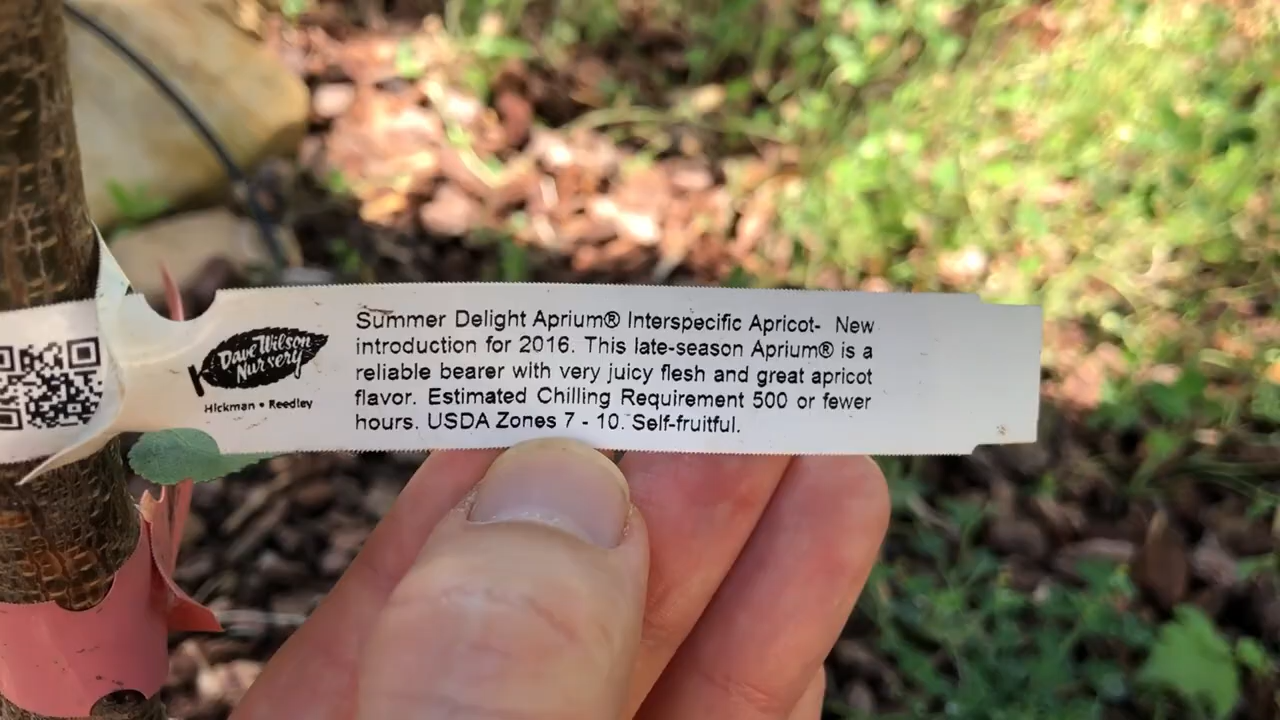 Dave Wilson
Nursery
Hickman • Reedley
Summer Delight Aprium® Interspecific Apricot- New
introduction for 2016. This late-season Aprium® is a
reliable bearer with very juicy flesh and great apricot
flavor. Estimated Chilling Requirement 500 or fewer
hours. USDA Zones 7 - 10. Self-fruitful.